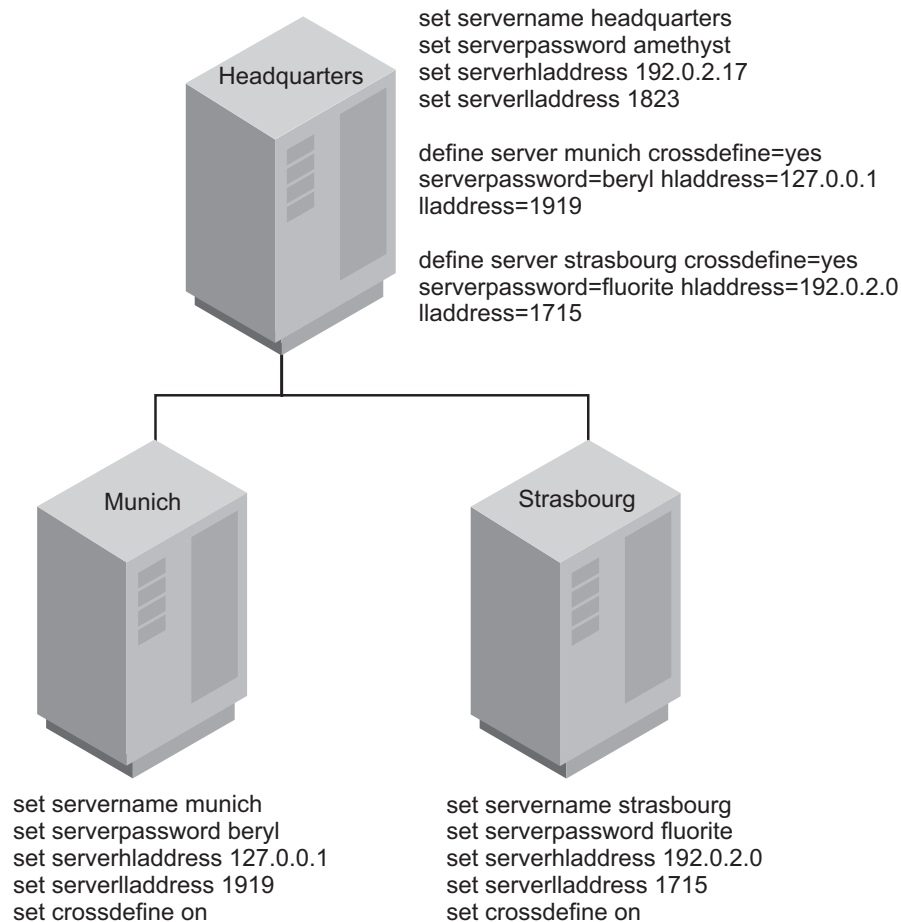 Headquarters
set servername headquarters
set serverpassword amethyst
set serverhladdress 192.0.2.17
set serverlladdress 1823
define server munich crossdefine=yes
serverpassword=beryl hladdress=127.0.0.1
lladdress=1919
define server strasbourg crossdefine=yes
serverpassword=fluorite hladdress=192.0.2.0
lladdress=1715
Munich
set servername munich
set serverpassword beryl
set serverhladdress 127.0.0.1
set serverlladdress 1919
set crossdefine on
Strasbourg
set servername strasbourg
set serverpassword fluorite
set serverhladdress 192.0.2.0
set serverlladdress 1715
set crossdefine on